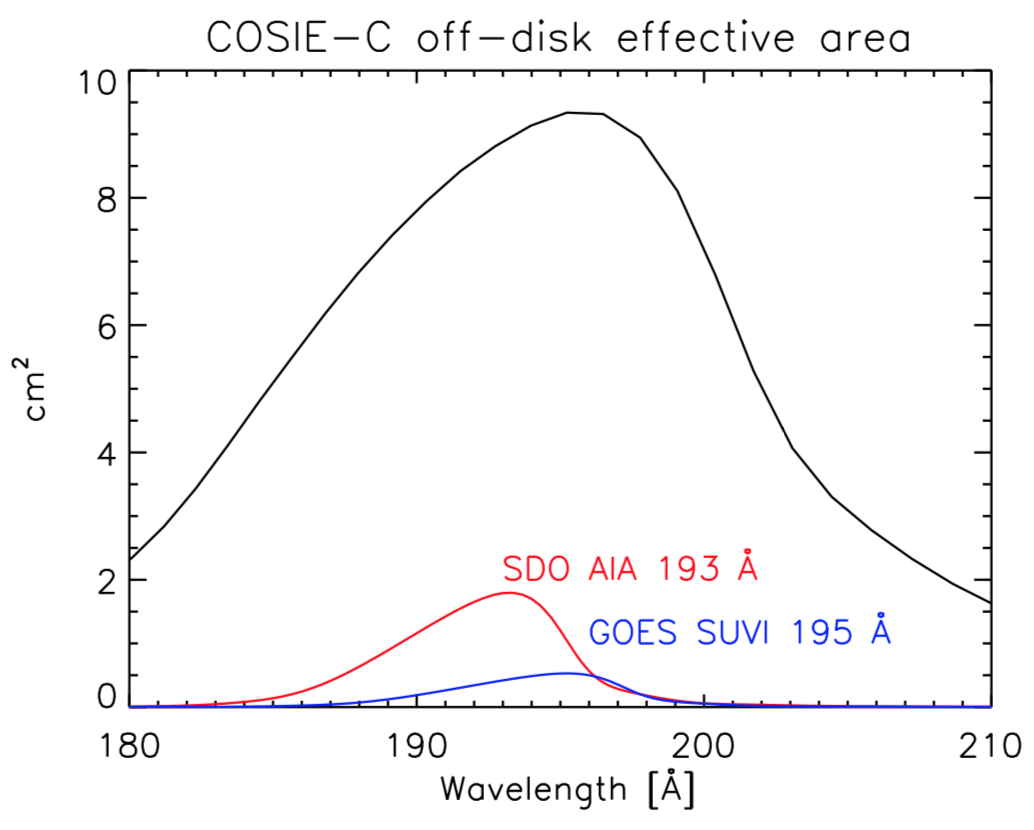 COSIE-C off-disk effective area
10
8
6
4
2
0
cm²
SDO AIA 193 Å
GOES SUVI 195 Å
180 190 200 210
Wavelength [Å]